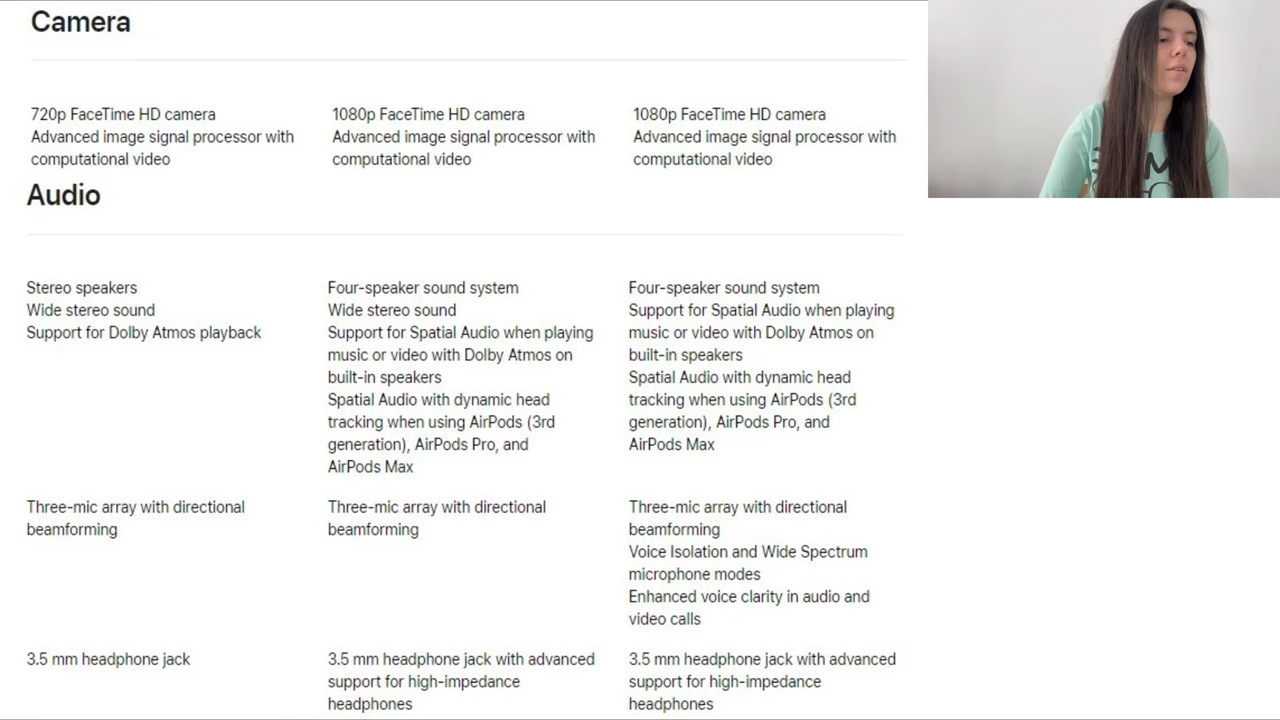 Camera
720p FaceTime HD camera
Advanced image signal processor with
computational video
1080p FaceTime HD camera
Advanced image signal processor with
computational video
1080p FaceTime HD camera
Advanced image signal processor with
computational video
Audio
Stereo speakers
Wide stereo sound
Support for Dolby Atmos playback
Four-speaker sound system
Wide stereo sound
Support for Spatial Audio when playing
music or video with Dolby Atmos on
built-in speakers
Spatial Audio with dynamic head
tracking when using AirPods (3rd
generation), AirPods Pro, and
AirPods Max
Four-speaker sound system
Support for Spatial Audio when playing
music or video with Dolby Atmos on
built-in speakers
Spatial Audio with dynamic head
tracking when using AirPods (3rd
generation), AirPods Pro, and
AirPods Max
Three-mic array with directional
beamforming
Three-mic array with directional
beamforming
Three-mic array with directional
beamforming
Voice Isolation and Wide Spectrum
microphone modes
Enhanced voice clarity in audio and
video calls
3.5 mm headphone jack
3.5 mm headphone jack with advanced
support for high-impedance
headphones
3.5 mm headphone jack with advanced
support for high-impedance
headphones